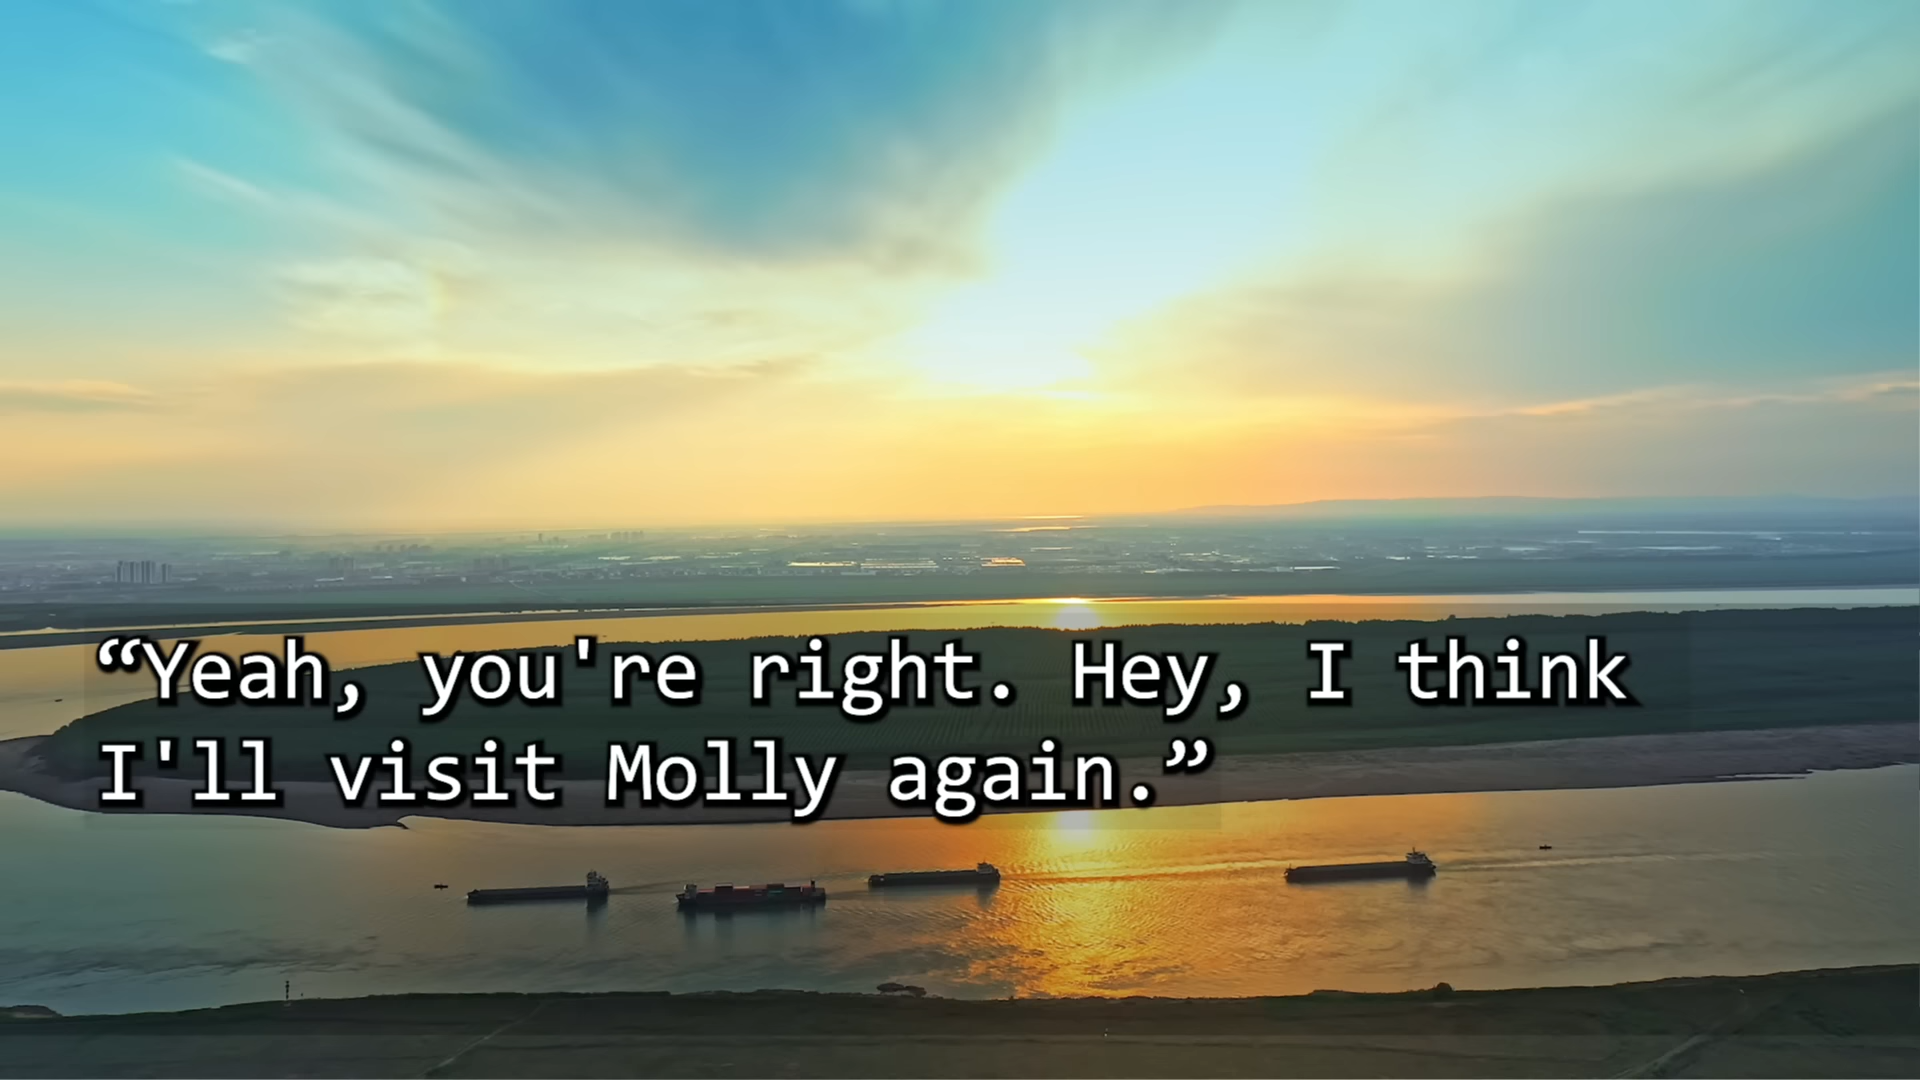 “Yeah, you're right. Hey, I think
I'll visit Molly again.”